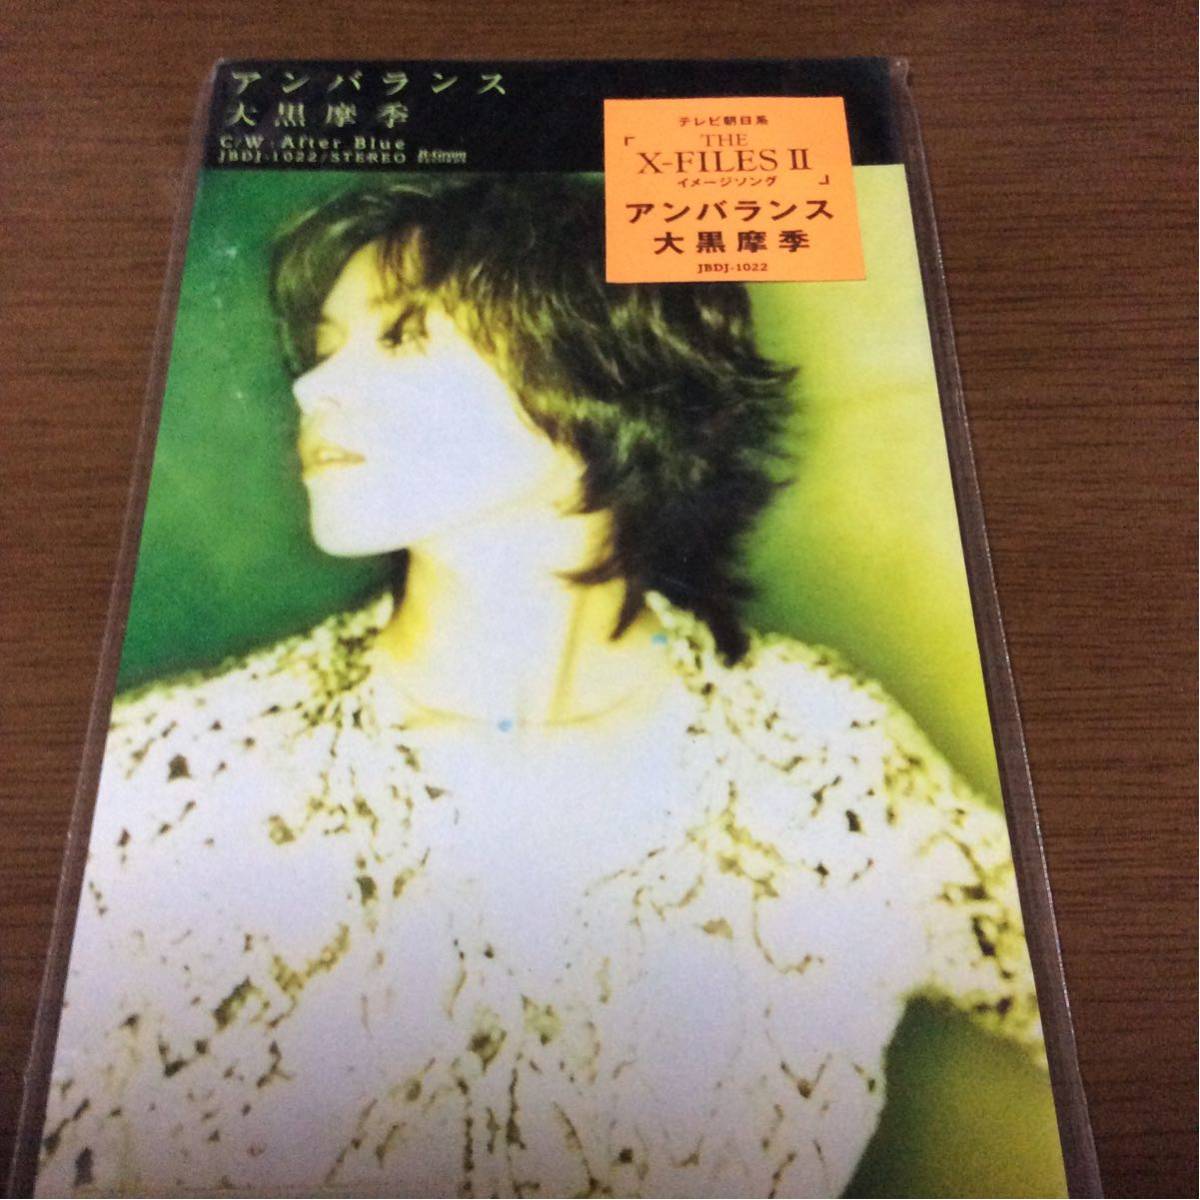 アンバランス
大黒摩季
C/W : After Blue
JBDJ-1022/STEREO B-Gram
テレビ朝日系
「THE
X-FILES II」
イメージソング
アンバランス
大黒摩季
JBDJ-1022